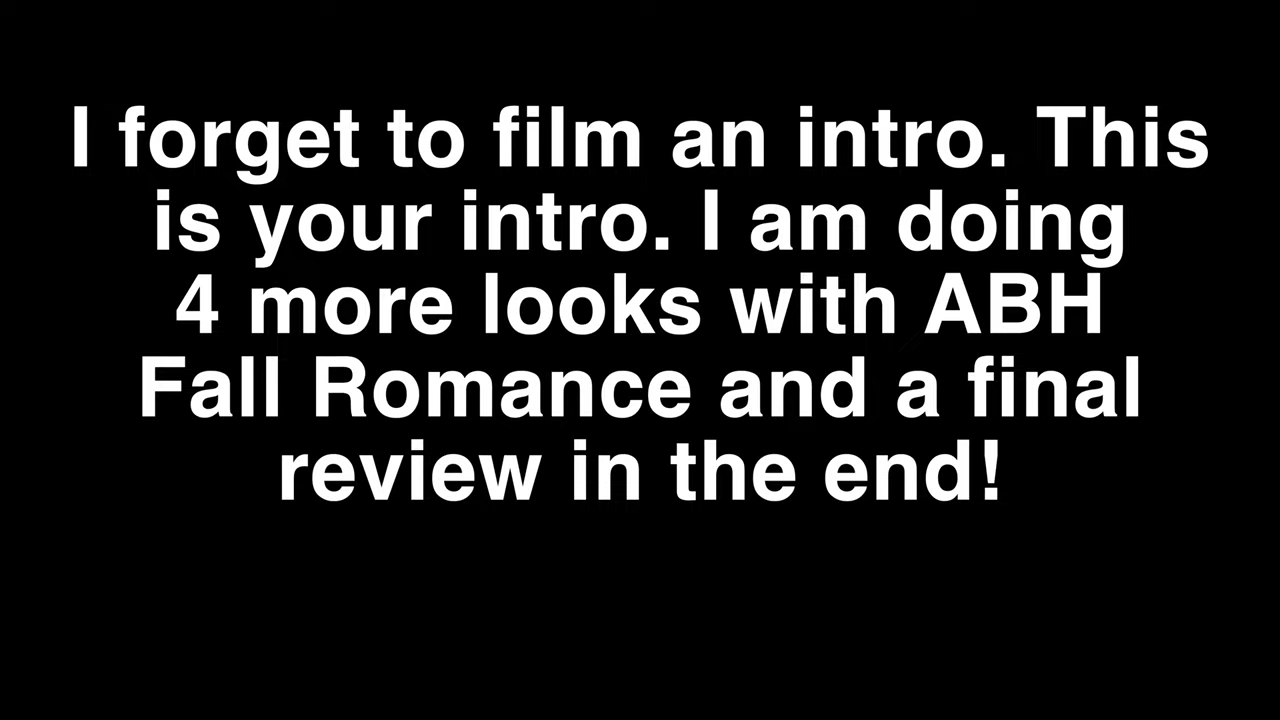 I forget to film an intro. This
is your intro. I am doing
4 more looks with ABH
Fall Romance and a final
review in the end!